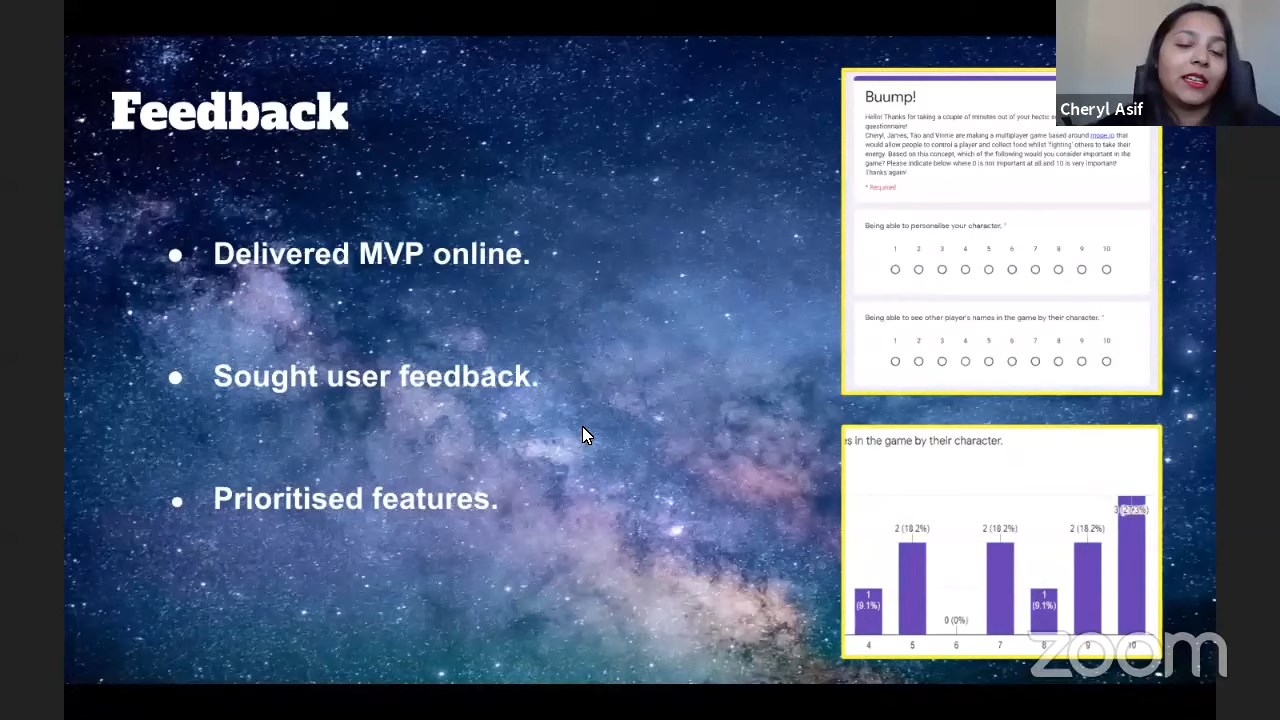 Feedback
● Delivered MVP online.
● Sought user feedback.
● Prioritised features.
Buump!
Hello! Thanks for taking a couple of minutes out of your hectic
questionnaire!
Cheryl, James, Tao and Vinnie are making a multiplayer game based around mope.io that
would allow people to control a player and collect food whilst 'fighting' others to take their
energy. Based on this concept, which of the following would you consider important in the
game? Please indicate below where 0 is not important at all and 10 is very important!
Thanks again!
* Required
Being able to personalise your character. *
1 2 3 4 5 6 7 8 9 10
Being able to see other player's names in the game by their character. *
1 2 3 4 5 6 7 8 9 10
Cheryl Asif
es in the game by their character.
1
(9.1%)
2 (18.2%)
0 (0%)
2 (18.2%)
1
(9.1%)
2 (18.2%)
3 (27.3%)
4 5 6 7 8 9 10
zoom